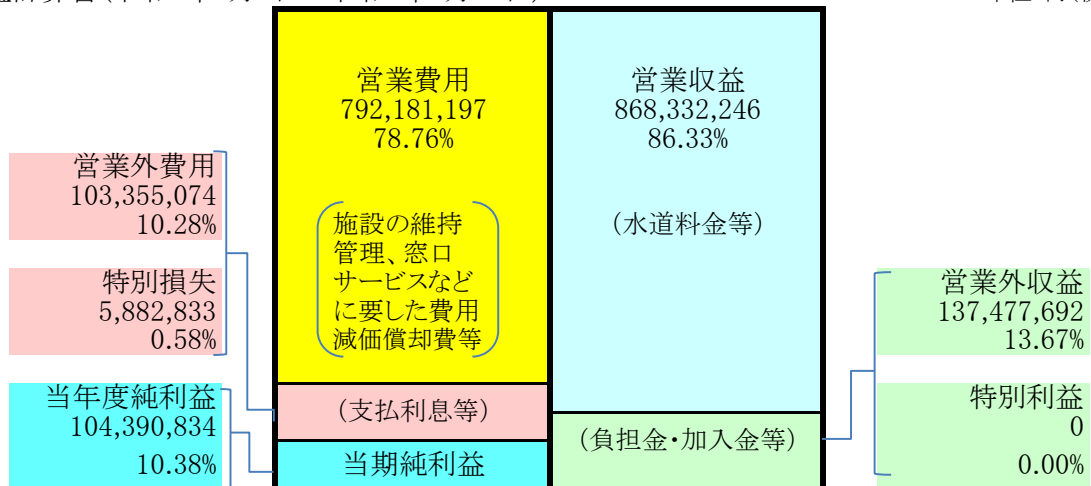 営業費用
792,181,197
78.76%
施設の維持
管理、窓口
サービスなど
に要した費用
減価償却費等
営業収益
868,332,246
86.33%
(水道料金等)
営業外費用
103,355,074
10.28%
特別損失
5,882,833
0.58%
当年度純利益
104,390,834
10.38%
(支払利息等)
当期純利益
(負担金・加入金等)
営業外収益
137,477,692
13.67%
特別利益
0
0.00%